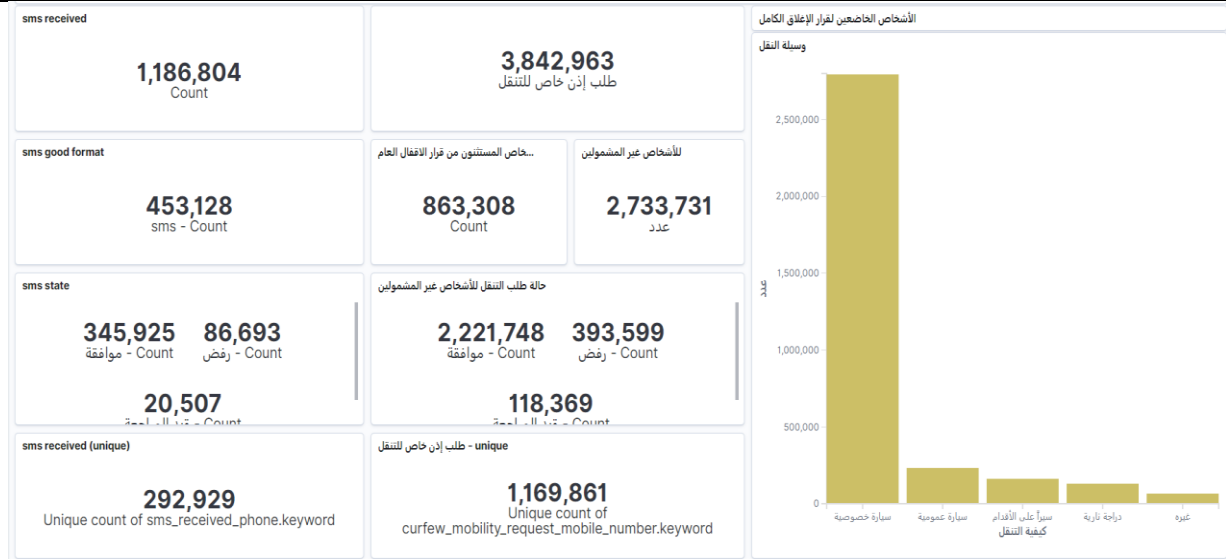 sms received
1,186,804
Count
3,842,963
طلب إذن خاص للتنقل
sms good format
453,128
sms - Count
...خاص المستثنون من قرار الاقفال العام
863,308
Count
للأشخاص غير المشمولين
2,733,731
عدد
sms state
345,925
Count - موافقة
86,693
Count - رفض
20,507
Count - قيد المراجعة
حالة طلب التنقل للأشخاص غير المشمولين
2,221,748
Count - موافقة
393,599
Count - رفض
118,369
Count - قيد المراجعة
sms received (unique)
292,929
Unique count of sms_received_phone.keyword
طلب إذن خاص للتنقل - unique
1,169,861
Unique count of
curfew_mobility_request_mobile_number.keyword
الأشخاص الخاضعين لقرار الإغلاق الكامل
وسيلة النقل
عدد
2,500,000
2,000,000
1,500,000
1,000,000
500,000
0
سيارة خصوصية
سيارة عمومية
سيراً على الأقدام
دراجة نارية
غيره
كيفية التنقل